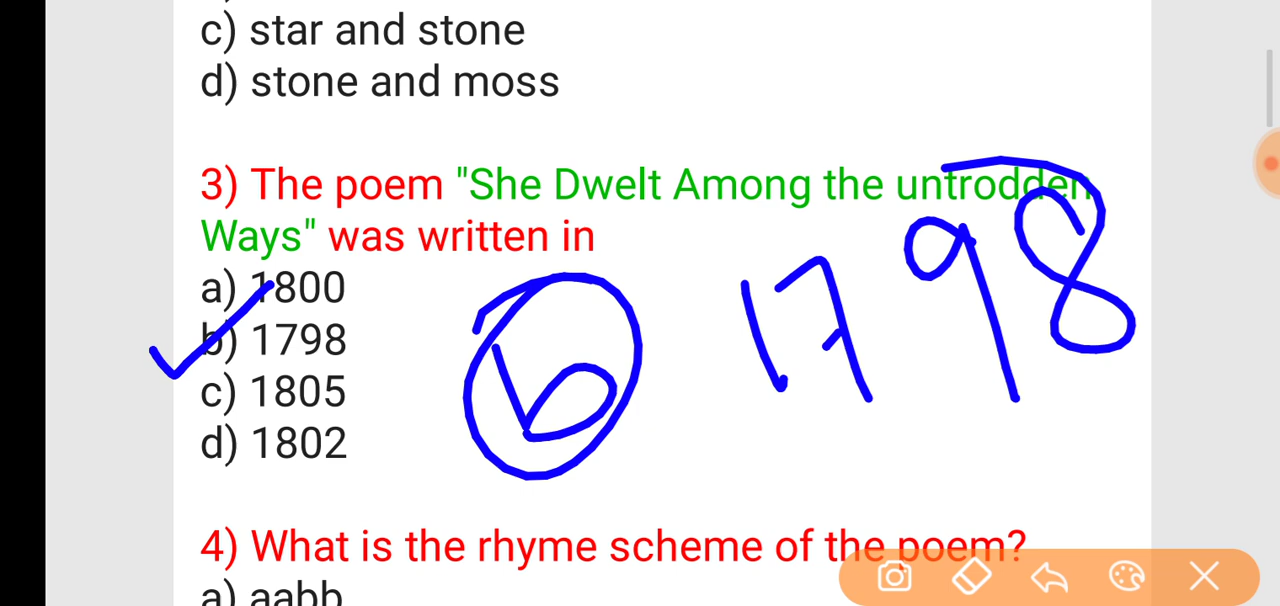 c) star and stone
d) stone and moss
3) The poem "She Dwelt Among the untrodden
Ways" was written in
a) 1800
b) 1798
c) 1805
d) 1802
b 1798
4) What is the rhyme scheme of the poem?
a) aabb